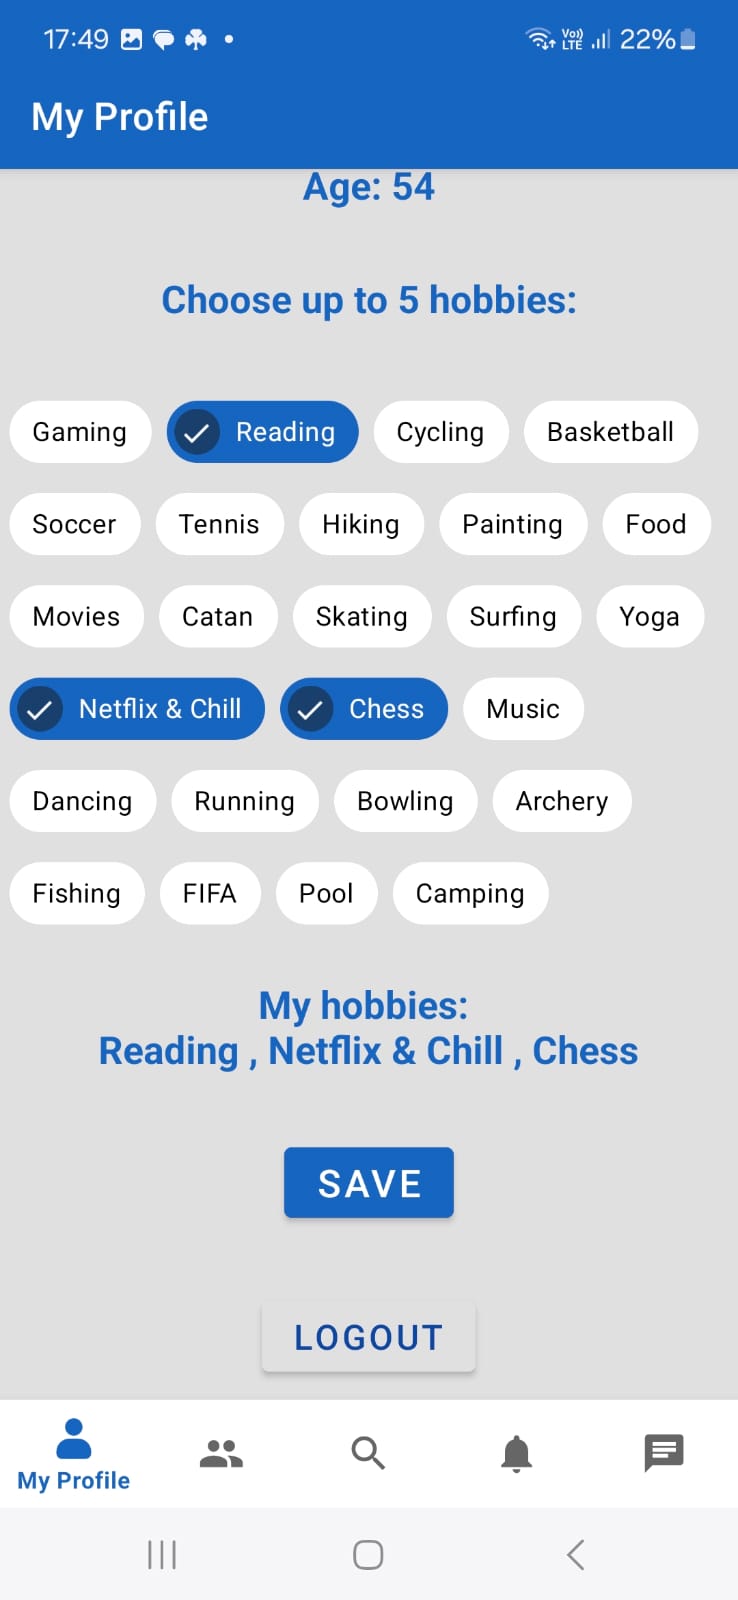 17:49 Vo)) LTE 22%
My Profile
Age: 54
Choose up to 5 hobbies:
Gaming Reading Cycling Basketball
Soccer Tennis Hiking Painting Food
Movies Catan Skating Surfing Yoga
Netflix & Chill Chess Music
Dancing Running Bowling Archery
Fishing FIFA Pool Camping
My hobbies:
Reading , Netflix & Chill , Chess
SAVE
LOGOUT
My Profile